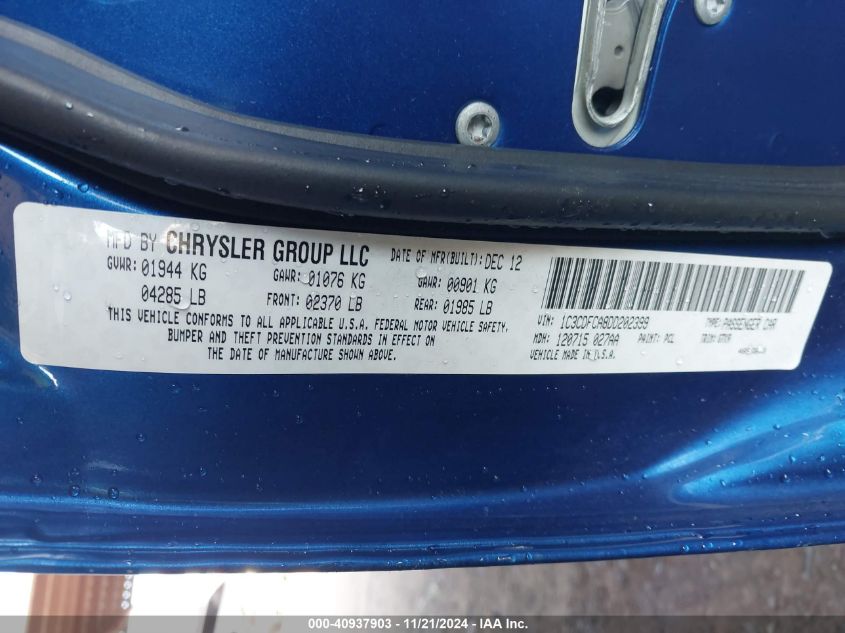 MFD BY CHRYSLER GROUP LLC DATE OF MFR(BUILT): DEC 12
GVWR: 01944 KG GAWR: 01076 KG GAWR: 00901 KG
04285 LB FRONT: 02370 LB REAR: 01985 LB
THIS VEHICLE CONFORMS TO ALL APPLICABLE U.S.A. FEDERAL MOTOR VEHICLE SAFETY,
BUMPER AND THEFT PREVENTION STANDARDS IN EFFECT ON
THE DATE OF MANUFACTURE SHOWN ABOVE.
VIN: 1C3CDFCA8DD202399 TYPE: PASSENGER CAR
MDH: 120715 027AA PAINT: PCL TRIM:
VEHICLE MADE IN U.S.A.
000-40937903 - 11/21/2024 - IAA Inc.